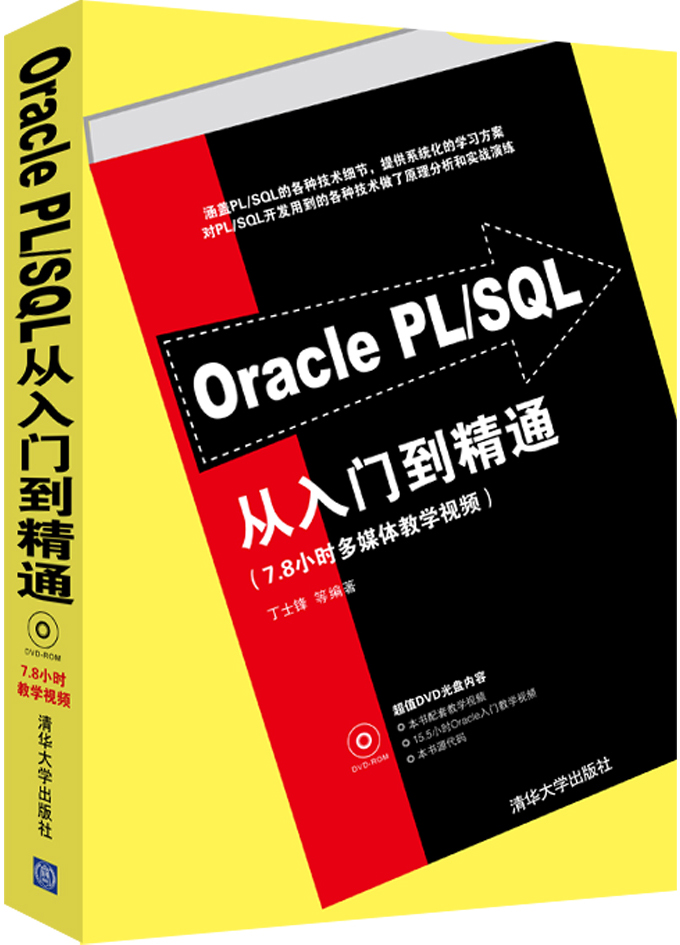 Oracle PL/SQL从入门到精通
DVD-ROM
7.8小时
教学视频
清华大学出版社
涵盖PL/SQL的各种技术细节，提供系统化的学习方案
对PL/SQL开发用到的各种技术做了原理分析和实战演练
Oracle PL/SQL
从入门到精通
（7.8小时多媒体教学视频）
丁士锋 等编著
DVD-ROM
超值DVD光盘内容
本书配套教学视频
15.5小时Oracle入门教学视频
本书源代码
清华大学出版社